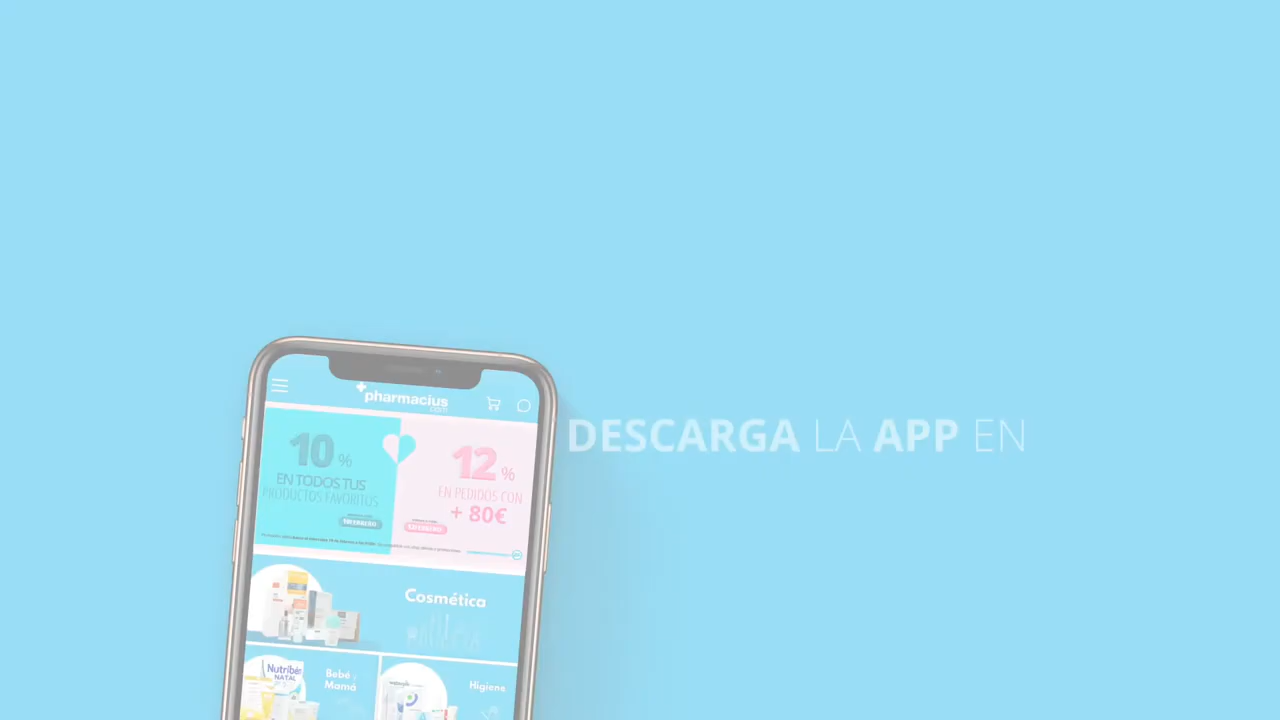 pharmacius
.com
10 %
EN TODOS TUS
PRODUCTOS FAVORITOS
12 %
EN PEDIDOS CON
+ 80€
DESCARGA LA APP EN
Cosmética
Nutribén
NATAL
Bebé y
Mamá
Higiene